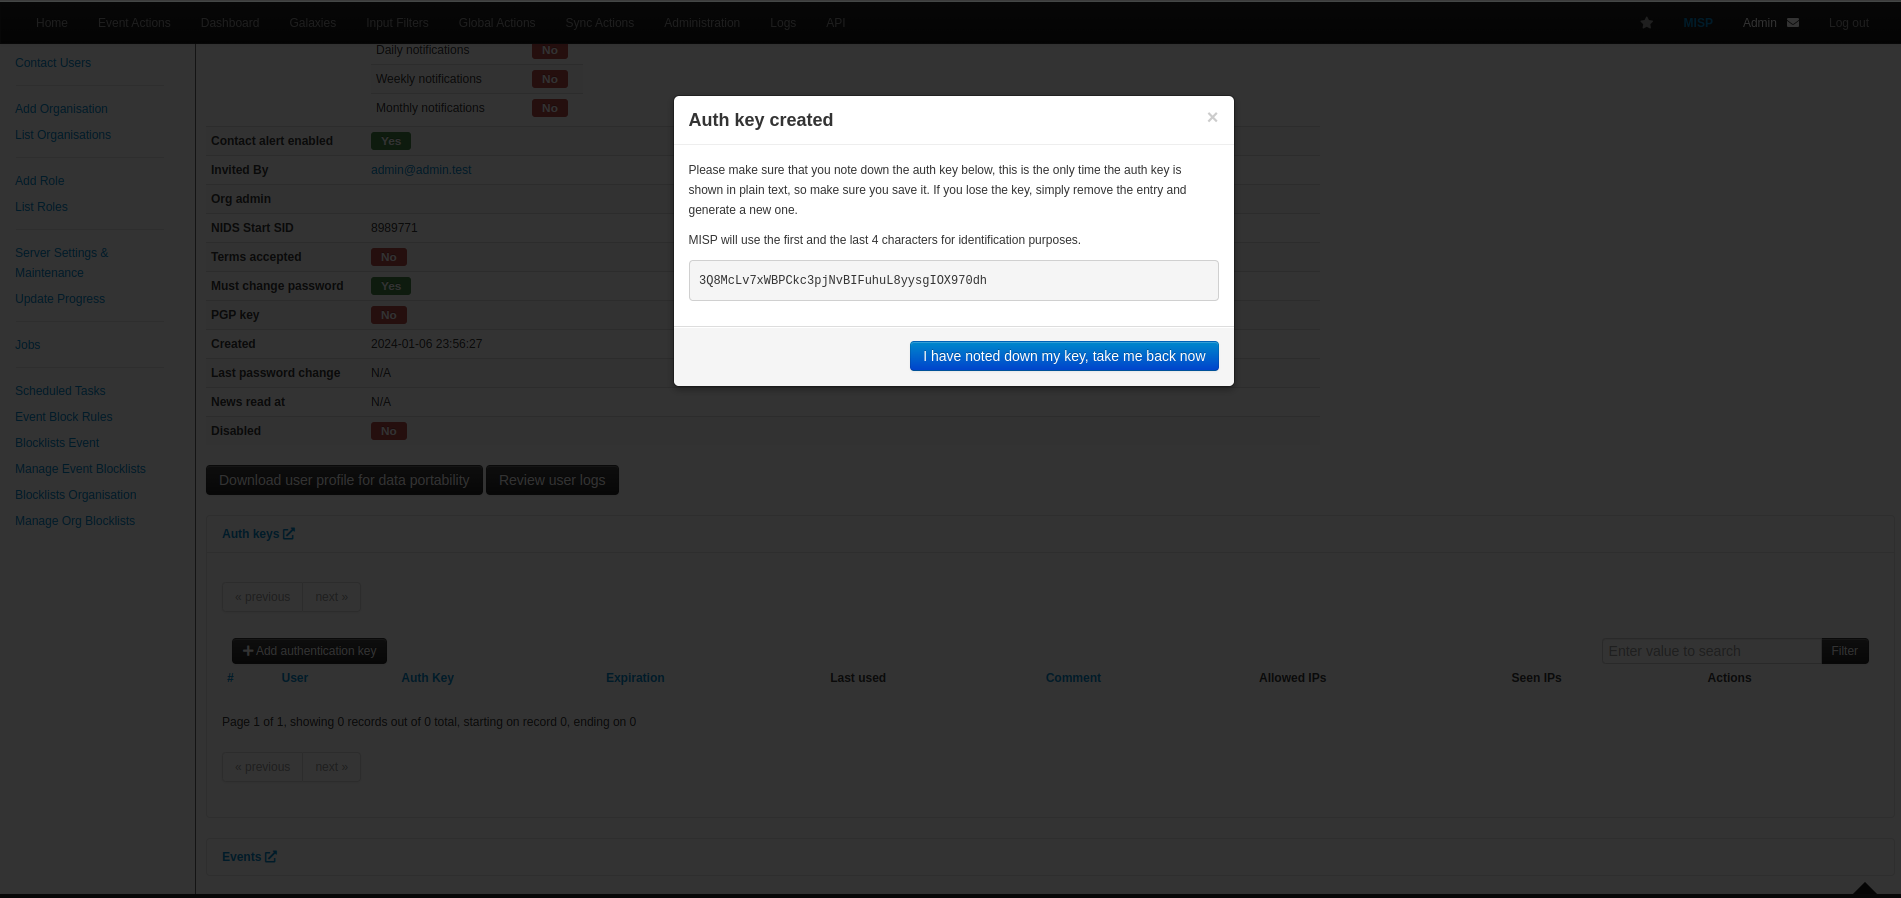 Home Event Actions Dashboard Galaxies Input Filters Global Actions Sync Actions Administration Logs API MISP Admin Log out
Contact Users
Add Organisation
List Organisations
Add Role
List Roles
Server Settings &
Maintenance
Update Progress
Jobs
Scheduled Tasks
Event Block Rules
Blocklists Event
Manage Event Blocklists
Blocklists Organisation
Manage Org Blocklists
Daily notifications No
Weekly notifications No
Monthly notifications No
Contact alert enabled Yes
Invited By admin@admin.test
Org admin
NIDS Start SID 8989771
Terms accepted No
Must change password Yes
PGP key No
Created 2024-01-06 23:56:27
Last password change N/A
News read at N/A
Disabled No
Auth key created ×
Please make sure that you note down the auth key below, this is the only time the auth key is
shown in plain text, so make sure you save it. If you lose the key, simply remove the entry and
generate a new one.
MISP will use the first and the last 4 characters for identification purposes.
3Q8McLv7xWBPCkc3pjNvBIFuhuL8yysgIOX970dh
I have noted down my key, take me back now
Download user profile for data portability Review user logs
Auth keys
« previous next »
+ Add authentication key Enter value to search Filter
# User Auth Key Expiration Last used Comment Allowed IPs Seen IPs Actions
Page 1 of 1, showing 0 records out of 0 total, starting on record 0, ending on 0
« previous next »
Events